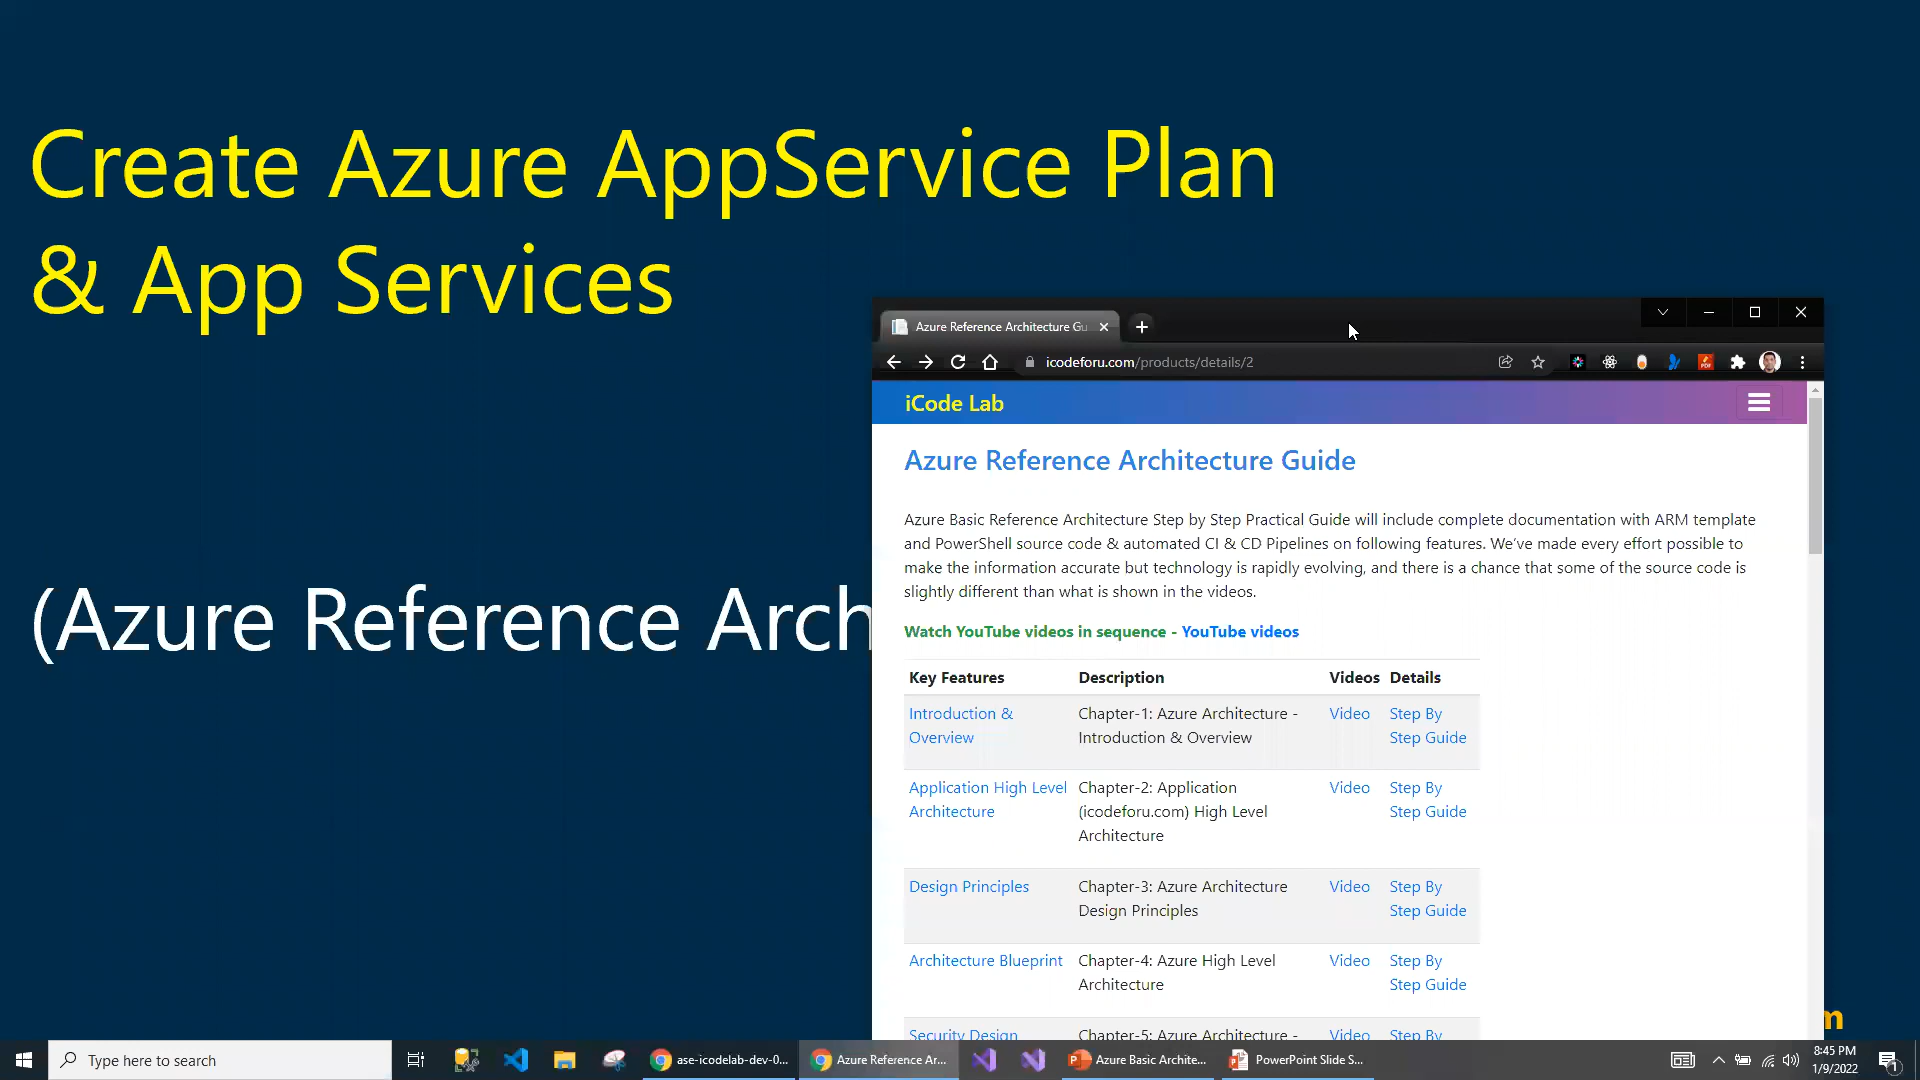 Create Azure AppService Plan
& App Services
(Azure Reference Arch
Azure Reference Architecture Gu
icodeforu.com/products/details/2
iCode Lab
Azure Reference Architecture Guide
Azure Basic Reference Architecture Step by Step Practical Guide will include complete documentation with ARM template
and PowerShell source code & automated CI & CD Pipelines on following features. We've made every effort possible to
make the information accurate but technology is rapidly evolving, and there is a chance that some of the source code is
slightly different than what is shown in the videos.
Watch YouTube videos in sequence - YouTube videos
Key Features Description Videos Details
Introduction & Chapter-1: Azure Architecture - Video Step By
Overview Introduction & Overview Step Guide
Application High Level Chapter-2: Application Video Step By
Architecture (icodeforu.com) High Level Step Guide
Architecture
Design Principles Chapter-3: Azure Architecture Video Step By
Design Principles Step Guide
Architecture Blueprint Chapter-4: Azure High Level Video Step By
Architecture Step Guide
Security Design Chapter-5: Azure Architecture - Video Step By
m
Type here to search
ase-icodelab-dev-0...
Azure Reference Ar...
Azure Basic Archite...
PowerPoint Slide S...
8:45 PM
1/9/2022
1